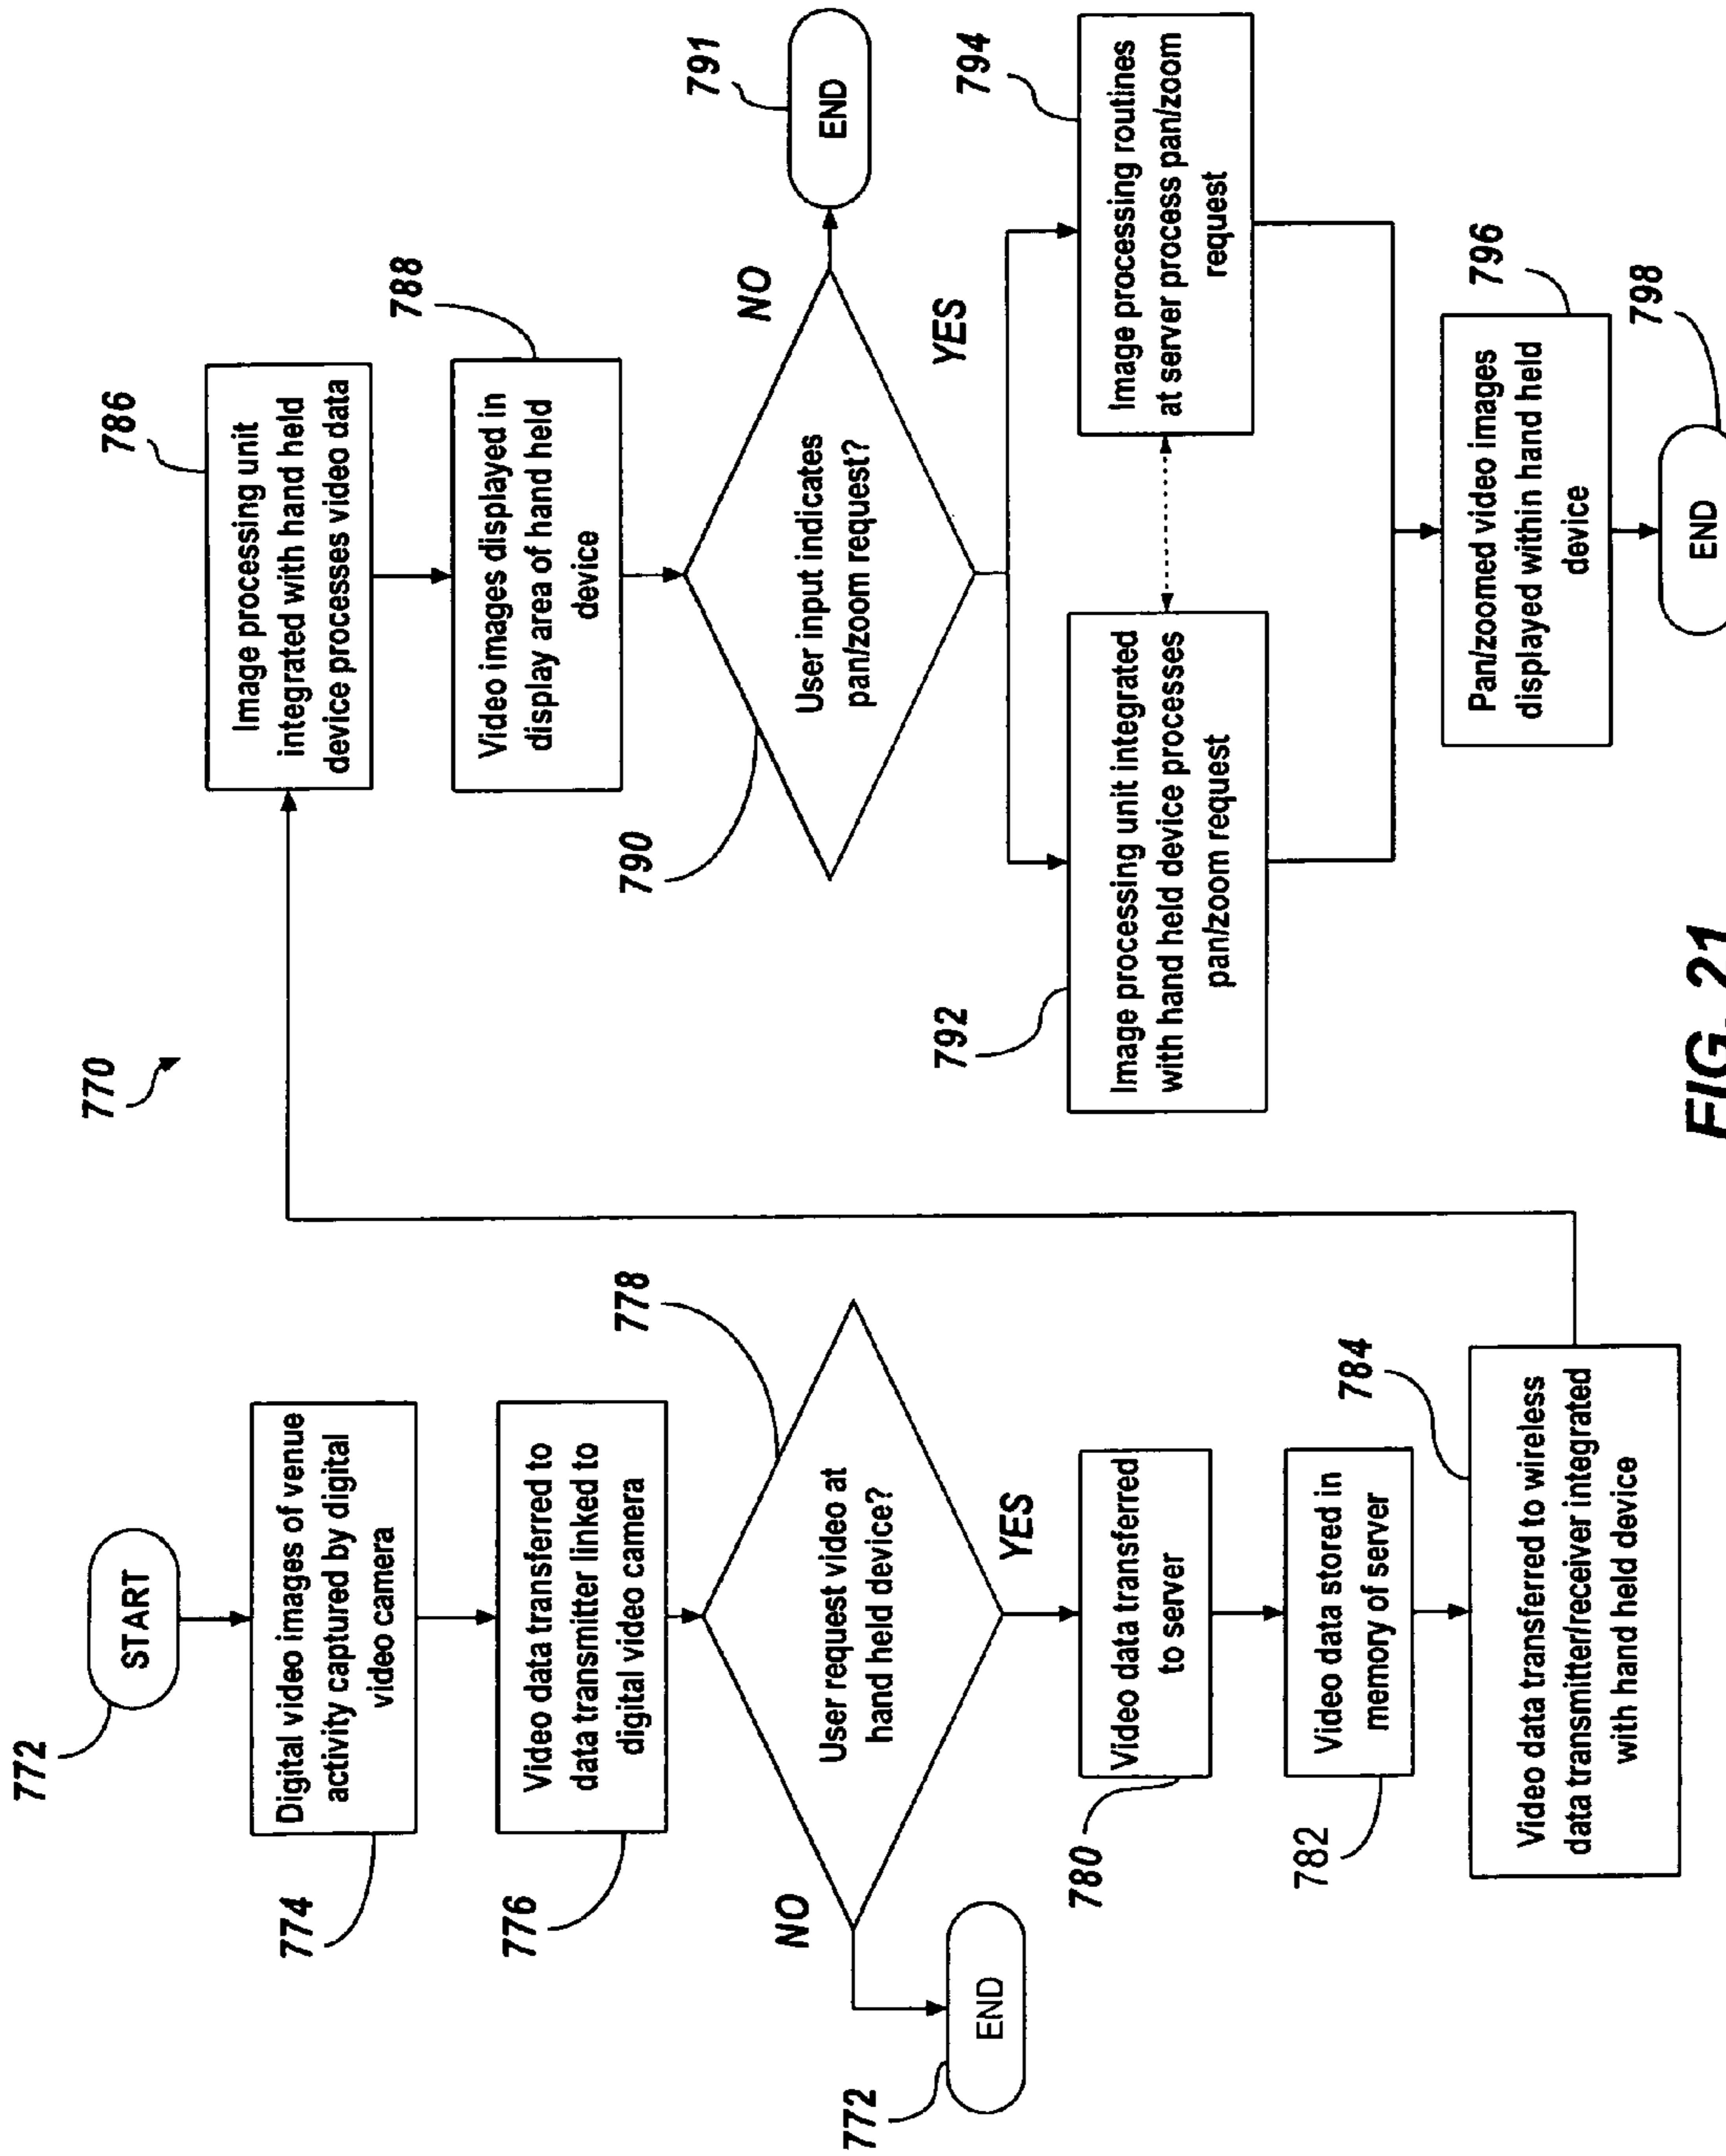 770
772
START
774
Digital video images of venue
activity captured by digital
video camera
776
Video data transferred to
data transmitter linked to
digital video camera
778
User request video at
hand held device?
NO
772
END
YES
780
Video data transferred
to server
782
Video data stored in
memory of server
784
Video data transferred to wireless
data transmitter/receiver integrated
with hand held device
786
Image processing unit
integrated with hand held
device processes video data
788
Video images displayed in
display area of hand held
device
790
User input indicates
pan/zoom request?
NO
791
END
YES
792
Image processing unit integrated
with hand held device processes
pan/zoom request
794
Image processing routines
at server process pan/zoom
request
796
Pan/zoomed video images
displayed within hand held
device
798
END
FIG. 21